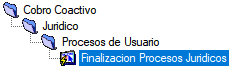 Cobro Coactivo
Juridico
Procesos de Usuario
Finalizacion Procesos Juridicos